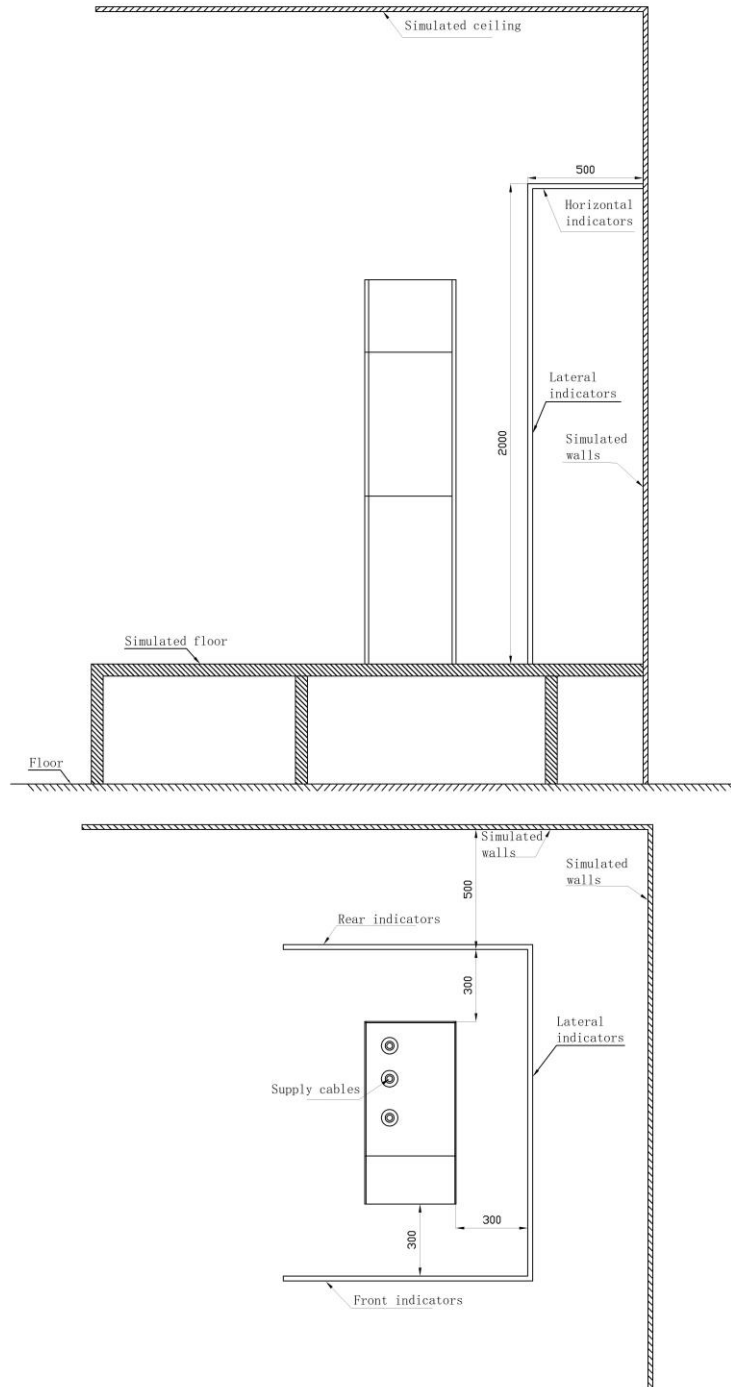 Simulated ceiling
500
Horizontal
indicators
Lateral
indicators
2000
Simulated
walls
Simulated floor
Floor
Simulated
walls
Simulated
walls
500
Rear indicators
300
Lateral
indicators
Supply cables
300
300
Front indicators